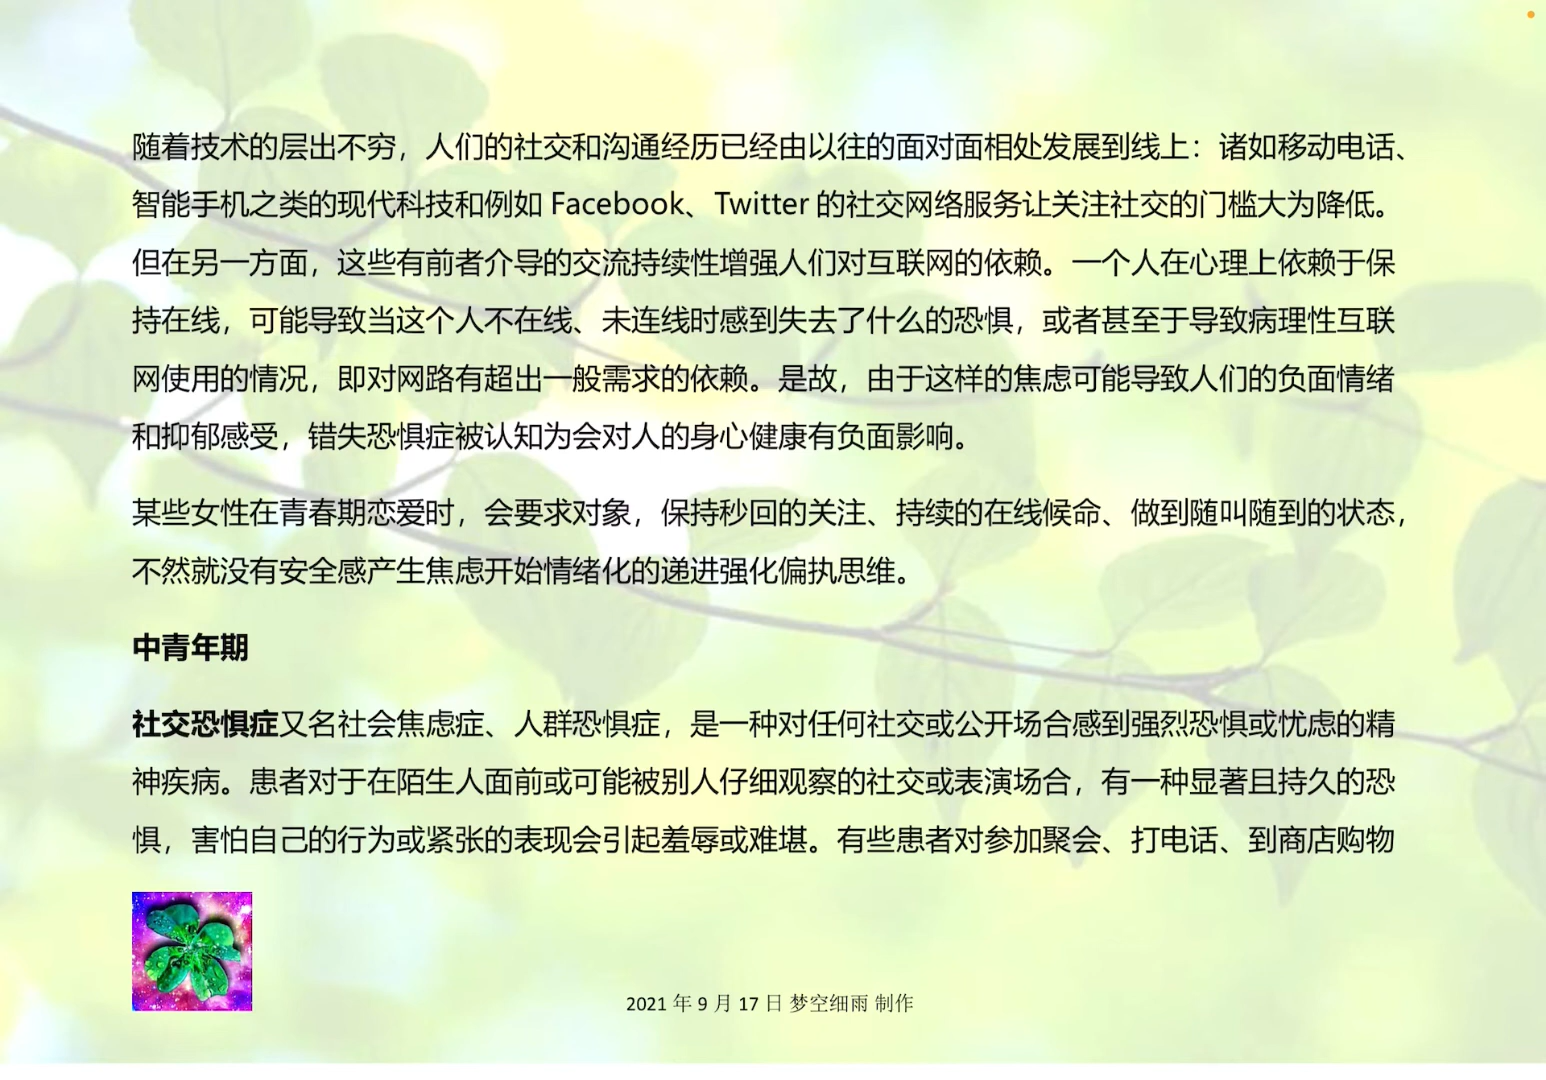 随着技术的层出不穷，人们的社交和沟通经历已经由以往的面对面相处发展到线上：诸如移动电话、
智能手机之类的现代科技和例如 Facebook、Twitter 的社交网络服务让关注社交的门槛大为降低。
但在另一方面，这些有前者介导的交流持续性增强人们对互联网的依赖。一个人在心理上依赖于保
持在线，可能导致当这个人不在线、未连线时感到失去了什么的恐惧，或者甚至于导致病理性互联
网使用的情况，即对网路有超出一般需求的依赖。是故，由于这样的焦虑可能导致人们的负面情绪
和抑郁感受，错失恐惧症被认知为会对人的身心健康有负面影响。
某些女性在青春期恋爱时，会要求对象，保持秒回的关注、持续的在线候命、做到随叫随到的状态，
不然就没有安全感产生焦虑开始情绪化的递进强化偏执思维。
中青年期
社交恐惧症又名社会焦虑症、人群恐惧症，是一种对任何社交或公开场合感到强烈恐惧或忧虑的精
神疾病。患者对于在陌生人面前或可能被别人仔细观察的社交或表演场合，有一种显著且持久的恐
惧，害怕自己的行为或紧张的表现会引起羞辱或难堪。有些患者对参加聚会、打电话、到商店购物
2021 年 9 月 17 日 梦空细雨 制作